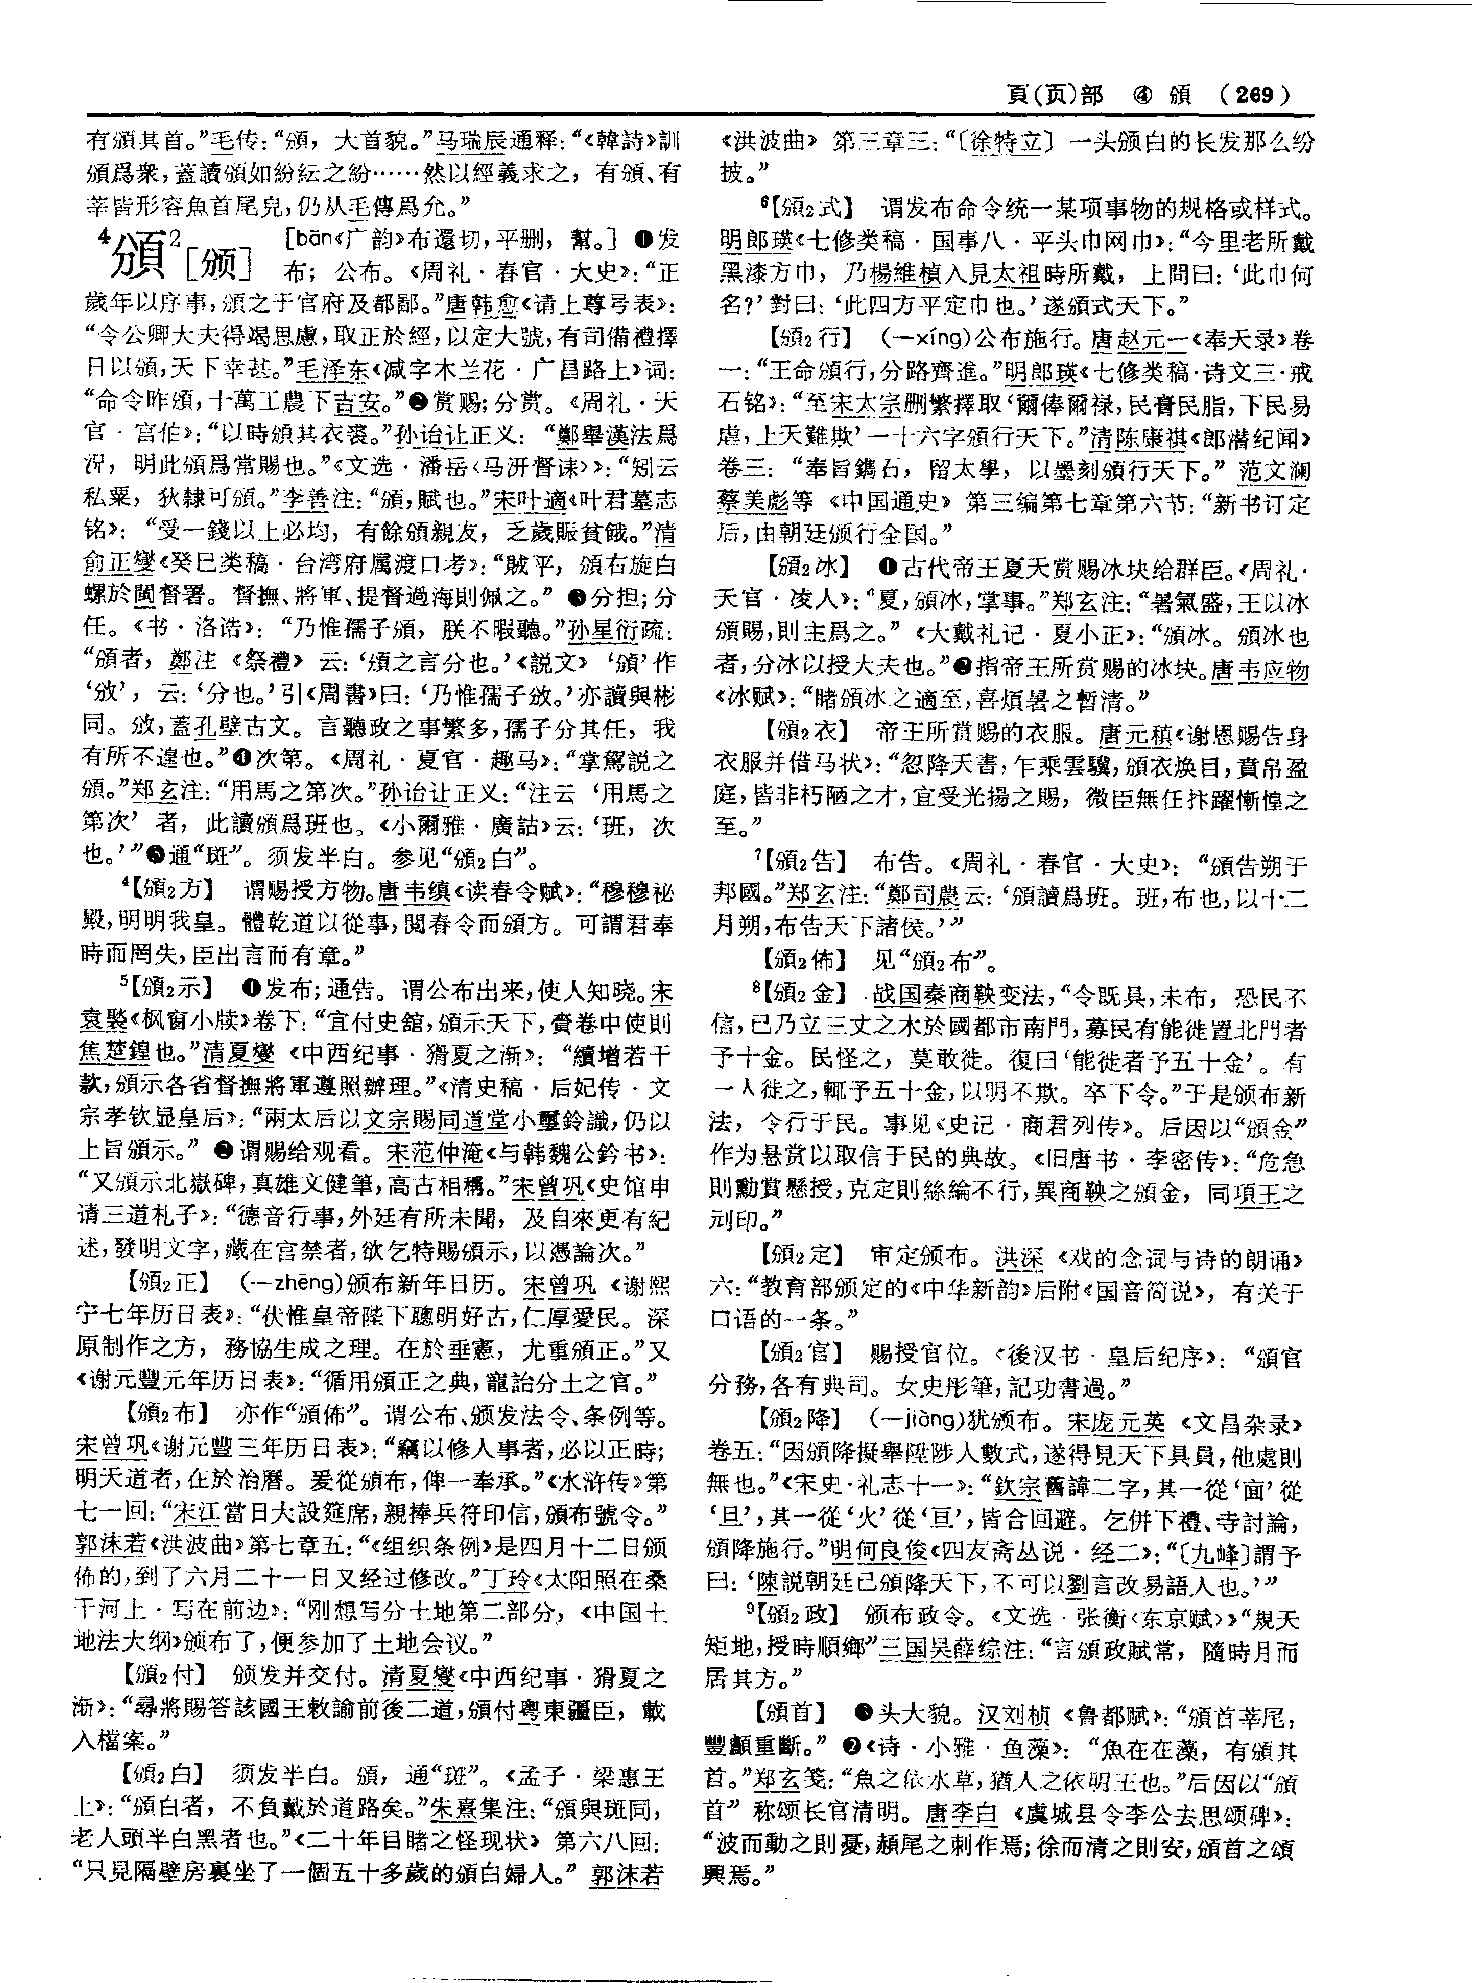 頁(页)部 ④ 頒 (269)
有頒其首。”毛传：“頒，大首貌。”马瑞辰通释：“《韓詩》訓
頒爲衆，蓋讀頒如紛紜之紛……然以經義求之，有頒、有
莘皆形容魚首尾皃，仍从毛傳爲允。”
4頒2[颁] [bān《广韵》布還切，平删，幫。] ❶发
布；公布。《周礼·春官·大史》：“正
歲年以序事，頒之于官府及都鄙。”唐韩愈《请上尊号表》：
“令公卿大夫得竭思慮，取正於經，以定大號，有司備禮擇
日以頒，天下幸甚。”毛泽东《减字木兰花·广昌路上》词：
“命令昨頒，十萬工農下吉安。”❷赏赐；分赏。《周礼·天
官·宫伯》：“以時頒其衣裘。”孙诒让正义：“鄭舉漢法爲
況，明此頒爲常賜也。”《文选·潘岳〈马汧督诔〉》：“矧云
私粟，狄隸可頒。”李善注：“頒，賦也。”宋叶適《叶君墓志
铭》：“受一錢以上必均，有餘頒親友，乏歲賑貧餓。”清
俞正燮《癸巳类稿·台湾府属渡口考》：“賊平，頒右旋白
螺於閩督署。督撫、將軍、提督過海則佩之。” ❸分担；分
任。《书·洛诰》：“乃惟孺子頒，朕不暇聽。”孙星衍疏：
“頒者，鄭注《祭禮》云：‘頒之言分也。’《説文》‘頒’作
‘攽’，云：‘分也。’引《周書》曰：‘乃惟孺子攽。’亦讀與彬
同。攽，蓋孔壁古文。言聽政之事繁多，孺子分其任，我
有所不遑也。”❹次第。《周礼·夏官·趣马》：“掌駕説之
頒。”郑玄注：“用馬之第次。”孙诒让正义：“注云‘用馬之
第次’者，此讀頒爲班也。《小爾雅·廣詁》云：‘班，次
也。’”❺通“斑”。须发半白。参见“頒2白”。
4【頒2方】 谓赐授方物。唐韦缜《读春令赋》：“穆穆祕
殿，明明我皇。體乾道以從事，閲春令而頒方。可謂君奉
時而罔失，臣出言而有章。”
5【頒2示】 ❶发布；通告。谓公布出来，使人知晓。宋
袁褧《枫窗小牍》卷下：“宜付史館，頒示天下，賫卷中使則
焦楚鍠也。”清夏燮《中西纪事·猾夏之渐》：“續增若干
款，頒示各省督撫將軍遵照辦理。”《清史稿·后妃传·文
宗孝钦显皇后》：“兩太后以文宗賜同道堂小璽鈐識，仍以
上旨頒示。” ❷谓赐给观看。宋范仲淹《与韩魏公舲书》：
“又頒示北嶽碑，真雄文健筆，高古相稱。”宋曾巩《史馆申
请三道札子》：“德音行事，外廷有所未聞，及自來更有紀
述，發明文字，藏在宫禁者，欲乞特賜頒示，以憑論次。”
【頒2正】 (—zhēng)颁布新年日历。宋曾巩《谢熙
宁七年历日表》：“伏惟皇帝陛下聰明好古，仁厚愛民。深
原制作之方，務協生成之理。在於垂憲，尤重頒正。”又
《谢元豐元年历日表》：“循用頒正之典，寵詒分土之官。”
【頒2布】 亦作“頒佈”。谓公布、颁发法令、条例等。
宋曾巩《谢元豐三年历日表》：“竊以修人事者，必以正時；
明天道者，在於治曆。爰從頒布，俾一奉承。”《水浒传》第
七一回：“宋江當日大設筵席，親捧兵符印信，頒布號令。”
郭沫若《洪波曲》第七章五：“《组织条例》是四月十二日颁
佈的，到了六月二十一日又经过修改。”丁玲《太阳照在桑
干河上·写在前边》：“刚想写分土地第二部分，《中国土
地法大纲》颁布了，便参加了土地会议。”
【頒2付】 颁发并交付。清夏燮《中西纪事·猾夏之
渐》：“尋將賜答該國王敕諭前後二道，頒付粤東疆臣，載
入檔案。”
【頒2白】 须发半白。頒，通“斑”。《孟子·梁惠王
上》：“頒白者，不負戴於道路矣。”朱熹集注：“頒與斑同，
老人頭半白黑者也。”《二十年目睹之怪现状》第六八回：
“只見隔壁房裏坐了一個五十多歲的頒白婦人。”郭沫若
《洪波曲》第三章三：“〔徐特立〕一头颁白的长发那么纷
披。”
6【頒2式】 谓发布命令统一某项事物的规格或样式。
明郎瑛《七修类稿·国事八·平头巾网巾》：“今里老所戴
黑漆方巾，乃楊維楨入見太祖時所戴，上問曰：‘此巾何
名？’對曰：‘此四方平定巾也。’遂頒式天下。”
【頒2行】 (—xíng)公布施行。唐赵元一《奉天录》卷
一：“王命頒行，分路齊進。”明郎瑛《七修类稿·诗文三·戒
石铭》：“至宋太宗删繁擇取‘爾俸爾禄，民膏民脂，下民易
虐，上天難欺’一十六字頒行天下。”清陈康祺《郎潜纪闻》
卷三：“奉旨鐫石，留太學，以墨刻頒行天下。”范文澜
蔡美彪等《中国通史》第三编第七章第六节：“新书订定
后，由朝廷颁行全国。”
【頒2冰】 ❶古代帝王夏天赏赐冰块给群臣。《周礼·
天官·凌人》：“夏，頒冰，掌事。”郑玄注：“暑氣盛，王以冰
頒賜，則主爲之。”《大戴礼记·夏小正》：“頒冰。頒冰也
者，分冰以授大夫也。”❷指帝王所赏赐的冰块。唐韦应物
《冰赋》：“睹頒冰之適至，喜煩暑之暫清。”
【頒2衣】 帝王所赏赐的衣服。唐元稹《谢恩赐告身
衣服并借马状》：“忽降天書，乍乘雲驥，頒衣焕目，賁帛盈
庭，皆非朽陋之才，宜受光揚之賜，微臣無任抃躍慚惶之
至。”
7【頒2告】 布告。《周礼·春官·大史》：“頒告朔于
邦國。”郑玄注：“鄭司農云：‘頒讀爲班。班，布也，以十二
月朔，布告天下諸侯。’”
【頒2佈】 见“頒2布”。
8【頒2金】 战国秦商鞅变法，“令既具，未布，恐民不
信，已乃立三丈之木於國都市南門，募民有能徙置北門者
予十金。民怪之，莫敢徙。復曰‘能徙者予五十金’。有
一人徙之，輒予五十金，以明不欺。卒下令。”于是颁布新
法，令行于民。事见《史记·商君列传》。后因以“頒金”
作为悬赏以取信于民的典故。《旧唐书·李密传》：“危急
則勳賞懸授，克定則絲綸不行，異商鞅之頒金，同項王之
刓印。”
【頒2定】 审定颁布。洪深《戏的念词与诗的朗诵》
六：“教育部颁定的《中华新韵》后附《国音简说》，有关于
口语的一条。”
【頒2官】 赐授官位。《後汉书·皇后纪序》：“頒官
分務，各有典司。女史彤筆，記功書過。”
【頒2降】 (—jiàng)犹颁布。宋庞元英《文昌杂录》
卷五：“因頒降擬舉陞陟人數式，遂得見天下具員，他處則
無也。”《宋史·礼志十一》：“欽宗舊諱二字，其一從‘面’從
‘旦’，其一從‘火’從‘亘’，皆合回避。乞併下禮、寺討論，
頒降施行。”明何良俊《四友斋丛说·经二》：“〔九峰〕謂予
曰：‘陳説朝廷已頒降天下，不可以劉言改易語人也。’”
9【頒2政】 颁布政令。《文选·张衡〈东京赋〉》“規天
矩地，授時順鄉”三国吴薛综注：“言頒政賦常，隨時月而
居其方。”
【頒首】 ❶头大貌。汉刘桢《鲁都赋》：“頒首莘尾，
豐顱重斷。” ❷《诗·小雅·鱼藻》：“魚在在藻，有頒其
首。”郑玄笺：“魚之依水草，猶人之依明王也。”后因以“頒
首”称颂长官清明。唐李白《虞城县令李公去思颂碑》：
“波而動之則憂，赬尾之刺作焉；徐而清之則安，頒首之頌
興焉。”